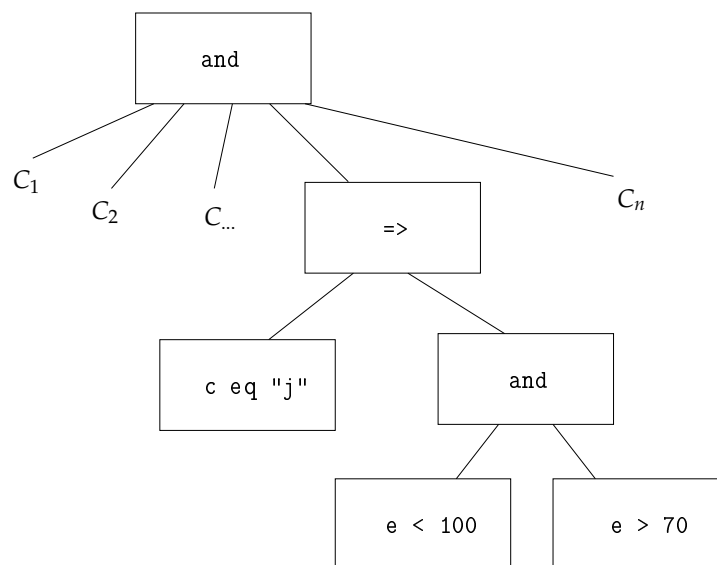 and
C1
C2
C...
Cn
=>
c eq "j"
and
e < 100
e > 70